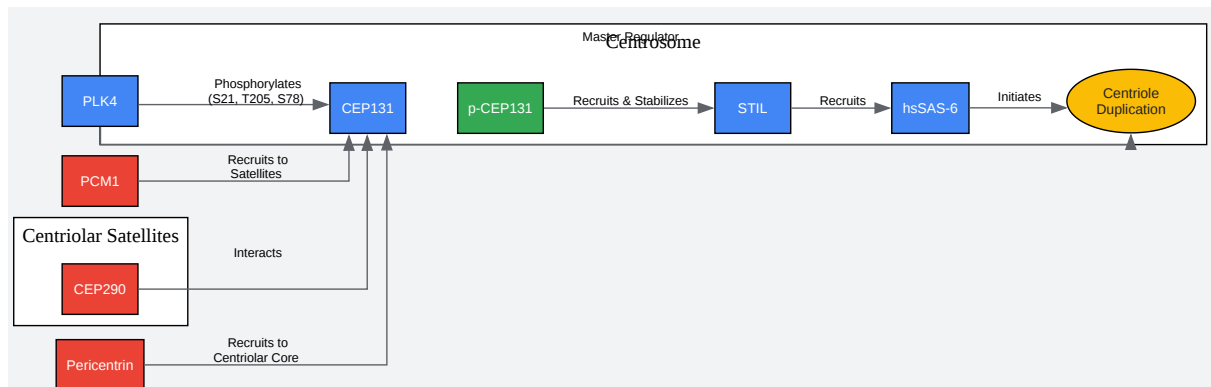 Master Regulator
Centrosome
PLK4
Phosphorylates
(S21, T205, S78)
CEP131
p-CEP131
Recruits & Stabilizes
STIL
Recruits
hsSAS-6
Initiates
Centriole
Duplication
PCM1
Recruits to
Satellites
Centriolar Satellites
CEP290
Interacts
Pericentrin
Recruits to
Centriolar Core